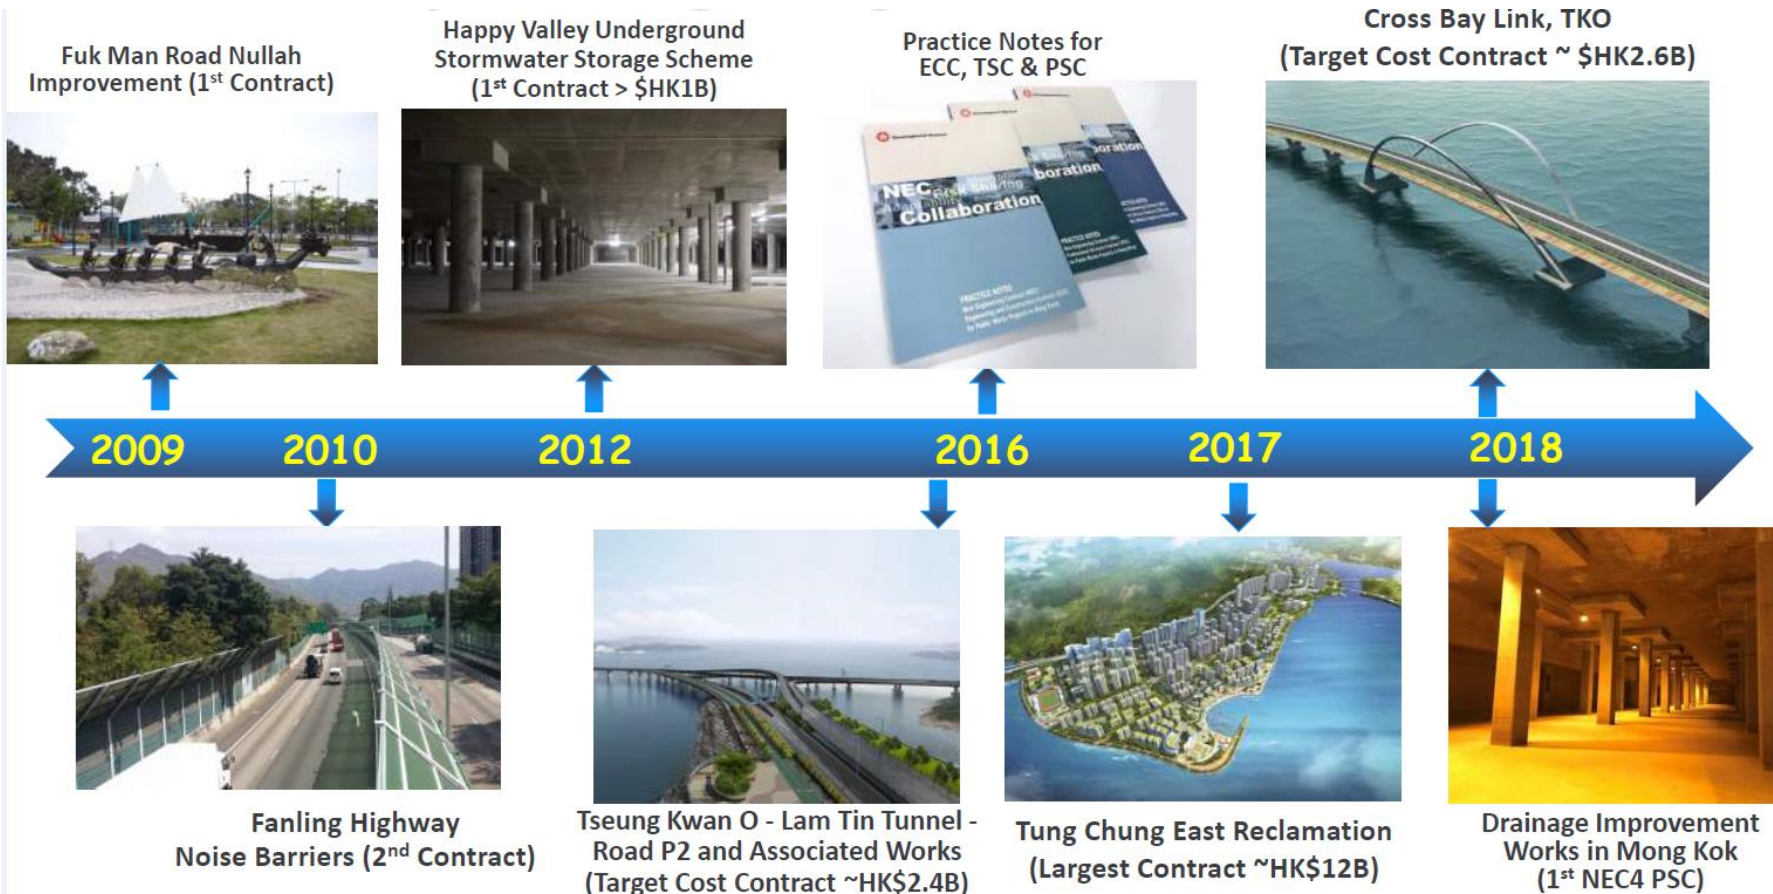 Fuk Man Road Nullah
Improvement (1st Contract)
Happy Valley Underground
Stormwater Storage Scheme
(1st Contract > $HK1B)
Practice Notes for
ECC, TSC & PSC
Cross Bay Link, TKO
(Target Cost Contract ~ $HK2.6B)
NEC
Collaboration
boration
oration
PRACTICE NOTES
2009 2010 2012 2016 2017 2018
Fanling Highway
Noise Barriers (2nd Contract)
Tseung Kwan O - Lam Tin Tunnel -
Road P2 and Associated Works
(Target Cost Contract ~HK$2.4B)
Tung Chung East Reclamation
(Largest Contract ~HK$12B)
Drainage Improvement
Works in Mong Kok
(1st NEC4 PSC)